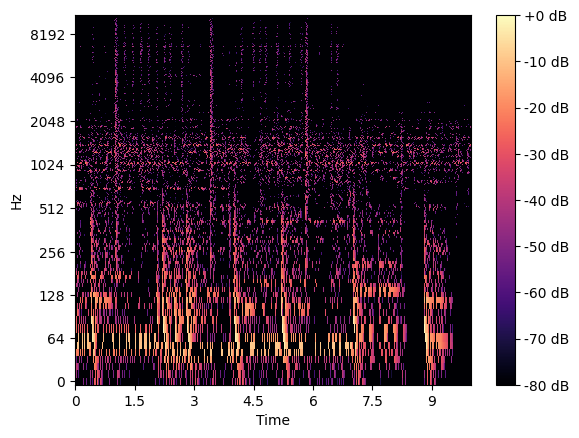 8192
4096
2048
1024
512
256
128
64
0
Hz
0
1.5
3
4.5
6
7.5
9
Time
+0 dB
-10 dB
-20 dB
-30 dB
-40 dB
-50 dB
-60 dB
-70 dB
-80 dB